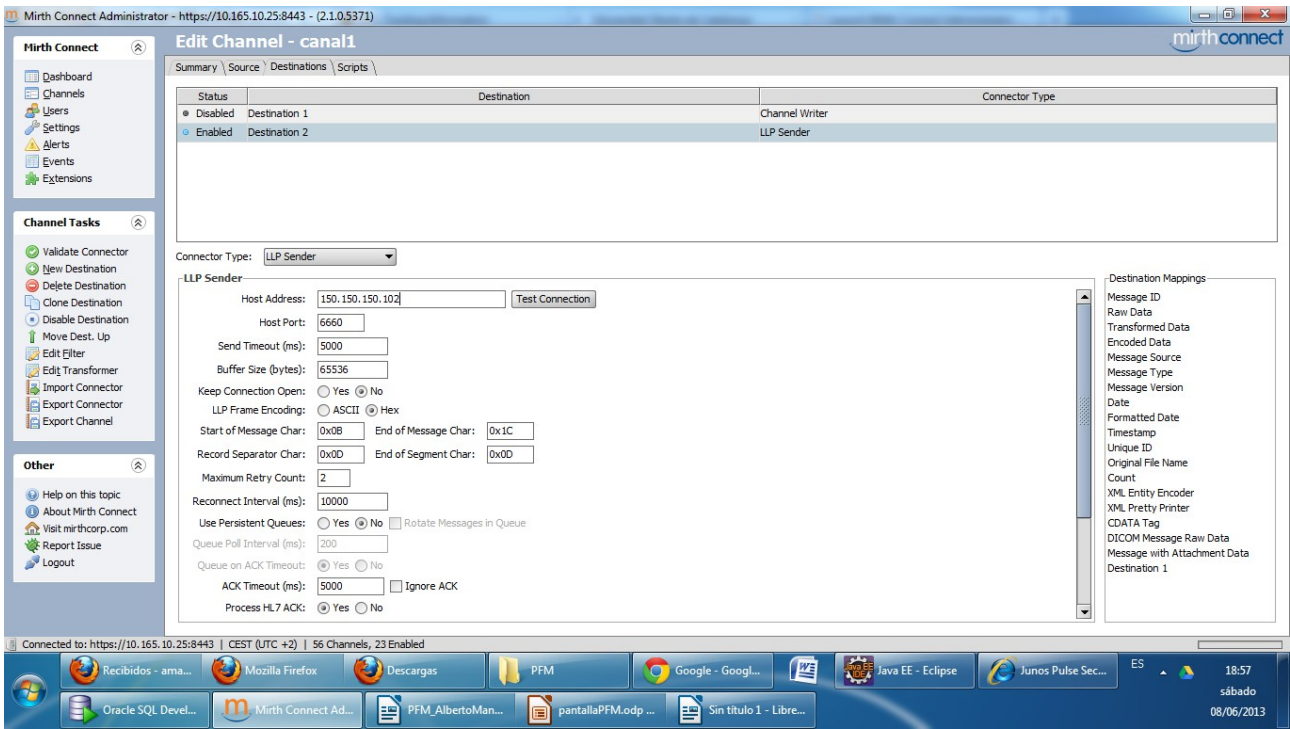 Mirth Connect Administrator - https://10.165.10.25:8443 - (2.1.0.5371)
Mirth Connect
Dashboard
Channels
Users
Settings
Alerts
Events
Extensions
Channel Tasks
Validate Connector
New Destination
Delete Destination
Clone Destination
Disable Destination
Move Dest. Up
Edit Filter
Edit Transformer
Import Connector
Export Connector
Export Channel
Other
Help on this topic
About Mirth Connect
Visit mirthcorp.com
Report Issue
Logout
Edit Channel - canal1
mirthconnect
Summary Source Destinations Scripts
Status Destination Connector Type
Disabled Destination 1 Channel Writer
Enabled Destination 2 LLP Sender
Connector Type: LLP Sender
LLP Sender
Host Address: 150.150.150.102 Test Connection
Host Port: 6660
Send Timeout (ms): 5000
Buffer Size (bytes): 65536
Keep Connection Open: Yes No
LLP Frame Encoding: ASCII Hex
Start of Message Char: 0x0B End of Message Char: 0x1C
Record Separator Char: 0x0D End of Segment Char: 0x0D
Maximum Retry Count: 2
Reconnect Interval (ms): 10000
Use Persistent Queues: Yes No Rotate Messages in Queue
Queue Poll Interval (ms): 200
Queue on ACK Timeout: Yes No
ACK Timeout (ms): 5000 Ignore ACK
Process HL7 ACK: Yes No
Destination Mappings
Message ID
Raw Data
Transformed Data
Encoded Data
Message Source
Message Type
Message Version
Date
Formatted Date
Timestamp
Unique ID
Original File Name
Count
XML Entity Encoder
XML Pretty Printer
CDATA Tag
DICOM Message Raw Data
Message with Attachment Data
Destination 1
Connected to: https://10.165.10.25:8443 | CEST (UTC +2) | 56 Channels, 23 Enabled
Recibidos - ama... Mozilla Firefox Descargas PFM Google - Googl... Java EE - Eclipse Junos Pulse Sec... ES 18:57
sábado
Oracle SQL Devel... Mirth Connect Ad... PFM_AlbertoMan... pantallaPFM.odp ... Sin título 1 - Libre... 08/06/2013